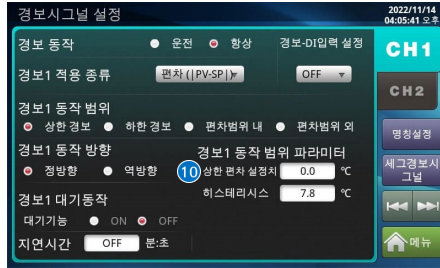 경보시그널 설정
2022/11/14
04:05:41 오후
경보 동작 운전 항상 경보-DI입력 설정
경보1 적용 종류 편차(|PV-SP|) OFF
경보1 동작 범위
상한 경보 하한 경보 편차범위 내 편차범위 외
경보1 동작 방향 경보1 동작 범위 파라미터
정방향 역방향 10 상한 편차 설정치 0.0 ℃
경보1 대기동작 히스테리시스 7.8 ℃
대기기능 ON OFF
지연시간 OFF 분:초
CH1
CH2
명칭설정
세그경보시
그널
메뉴